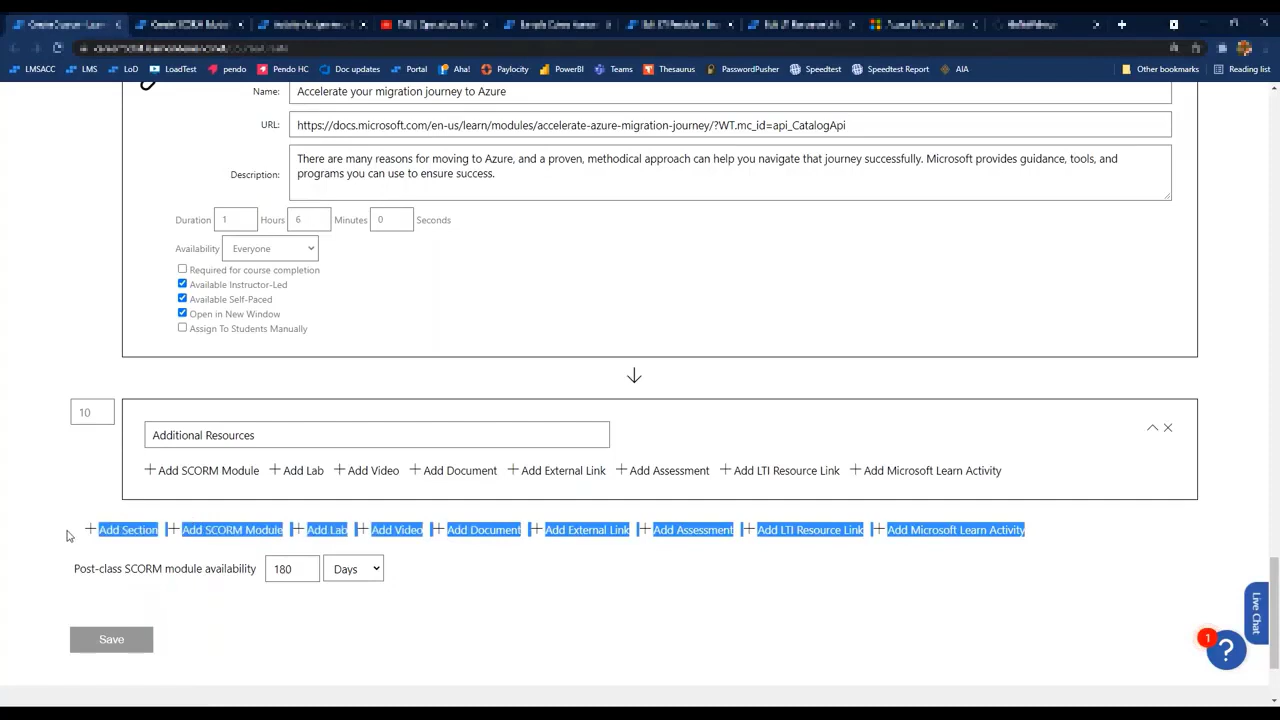 LMSACC LMS LoD LoadTest pendo Pendo HC Doc updates Portal Aha! Paylocity PowerBI Teams Thesaurus PasswordPusher Speedtest Speedtest Report AIA Other bookmarks Reading list
Name: Accelerate your migration journey to Azure
URL: https://docs.microsoft.com/en-us/learn/modules/accelerate-azure-migration-journey/?WT.mc_id=api_CatalogApi
Description: There are many reasons for moving to Azure, and a proven, methodical approach can help you navigate that journey successfully. Microsoft provides guidance, tools, and
programs you can use to ensure success.
Duration 1 Hours 6 Minutes 0 Seconds
Availability Everyone
Required for course completion
Available Instructor-Led
Available Self-Paced
Open in New Window
Assign To Students Manually
10
Additional Resources
Add SCORM Module Add Lab Add Video Add Document Add External Link Add Assessment Add LTI Resource Link Add Microsoft Learn Activity
Add Section Add SCORM Module Add Lab Add Video Add Document Add External Link Add Assessment Add LTI Resource Link Add Microsoft Learn Activity
Post-class SCORM module availability 180 Days
Save
Live Chat
1
?